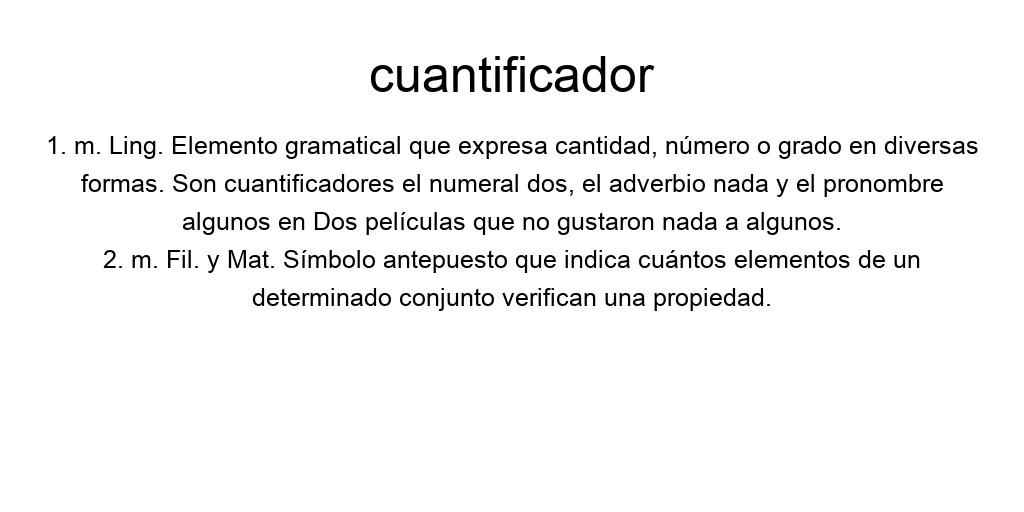 cuantificador
1. m. Ling. Elemento gramatical que expresa cantidad, número o grado en diversas
formas. Son cuantificadores el numeral dos, el adverbio nada y el pronombre
algunos en Dos películas que no gustaron nada a algunos.
2. m. Fil. y Mat. Símbolo antepuesto que indica cuántos elementos de un
determinado conjunto verifican una propiedad.